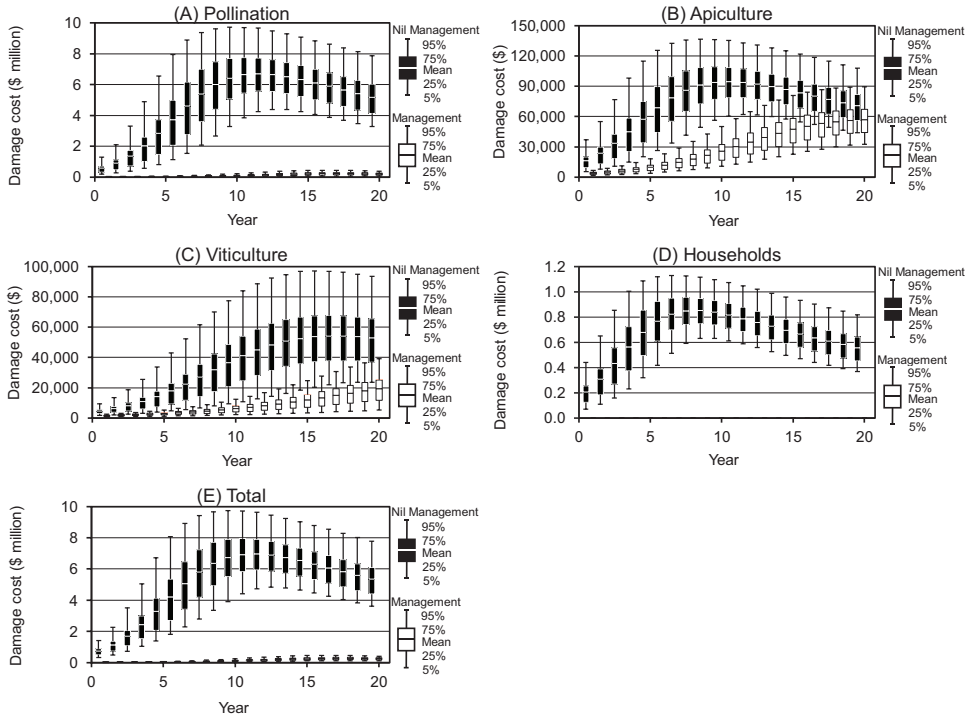 (A) Pollination
Damage cost ($ million)
10
8
6
4
2
0
0 5 10 15 20
Year
Nil Management
95%
75%
Mean
25%
5%
Management
95%
75%
Mean
25%
5%
(B) Apiculture
Damage cost ($)
150,000
120,000
90,000
60,000
30,000
0
0 5 10 15 20
Year
Nil Management
95%
75%
Mean
25%
5%
Management
95%
75%
Mean
25%
5%
(C) Viticulture
Damage cost ($)
100,000
80,000
60,000
40,000
20,000
0
0 5 10 15 20
Year
Nil Management
95%
75%
Mean
25%
5%
Management
95%
75%
Mean
25%
5%
(D) Households
Damage cost ($ million)
1.2
1.0
0.8
0.6
0.4
0.2
0.0
0 5 10 15 20
Year
Nil Management
95%
75%
Mean
25%
5%
Management
95%
75%
Mean
25%
5%
(E) Total
Damage cost ($ million)
10
8
6
4
2
0
0 5 10 15 20
Year
Nil Management
95%
75%
Mean
25%
5%
Management
95%
75%
Mean
25%
5%